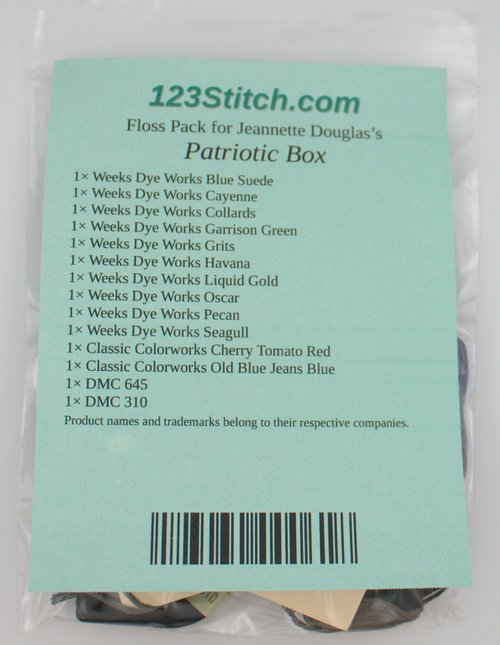 123Stitch.com
Floss Pack for Jeannette Douglas's
Patriotic Box
1× Weeks Dye Works Blue Suede
1× Weeks Dye Works Cayenne
1× Weeks Dye Works Collards
1× Weeks Dye Works Garrison Green
1× Weeks Dye Works Grits
1× Weeks Dye Works Havana
1× Weeks Dye Works Liquid Gold
1× Weeks Dye Works Oscar
1× Weeks Dye Works Pecan
1× Weeks Dye Works Seagull
1× Classic Colorworks Cherry Tomato Red
1× Classic Colorworks Old Blue Jeans Blue
1× DMC 645
1× DMC 310
Product names and trademarks belong to their respective companies.